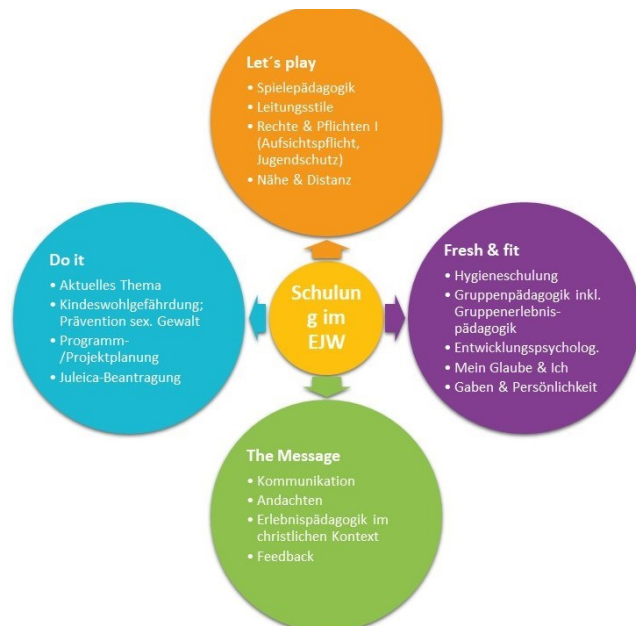 Let´s play
• Spielepädagogik
• Leitungsstile
• Rechte & Pflichten I
(Aufsichtspflicht,
Jugendschutz)
• Nähe & Distanz
Do it
• Aktuelles Thema
• Kindeswohlgefährdung;
Prävention sex. Gewalt
• Programm-
/Projektplanung
• Juleica-Beantragung
Schulun
g im
EJW
Fresh & fit
• Hygieneschulung
• Gruppenpädagogik inkl.
Gruppenerlebnis-
pädagogik
• Entwicklungspsycholog.
• Mein Glaube & Ich
• Gaben & Persönlichkeit
The Message
• Kommunikation
• Andachten
• Erlebnispädagogik im
christlichen Kontext
• Feedback